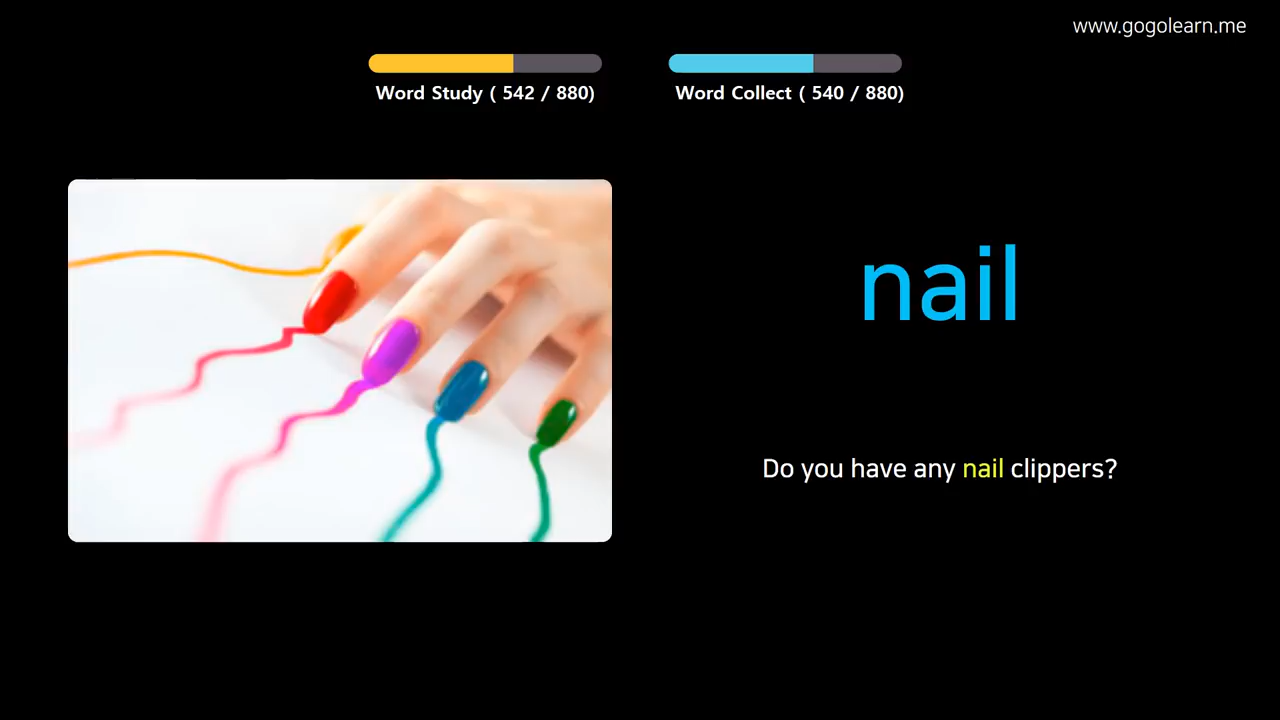 www.gogolearn.me
Word Study ( 542 / 880)
Word Collect ( 540 / 880)
nail
Do you have any nail clippers?